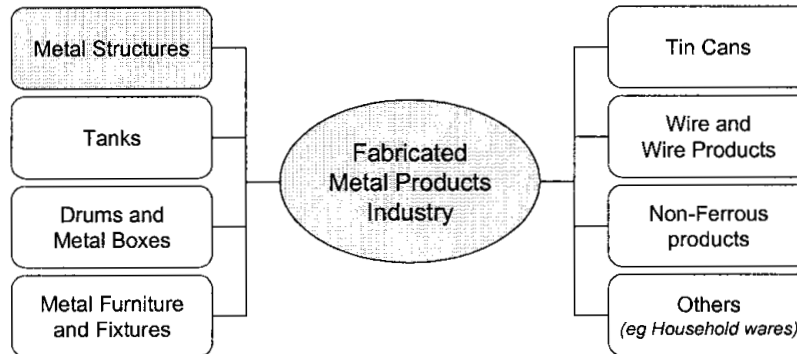 Metal Structures
Tanks
Drums and
Metal Boxes
Metal Furniture
and Fixtures
Fabricated
Metal Products
Industry
Tin Cans
Wire and
Wire Products
Non-Ferrous
products
Others
(eg Household wares)